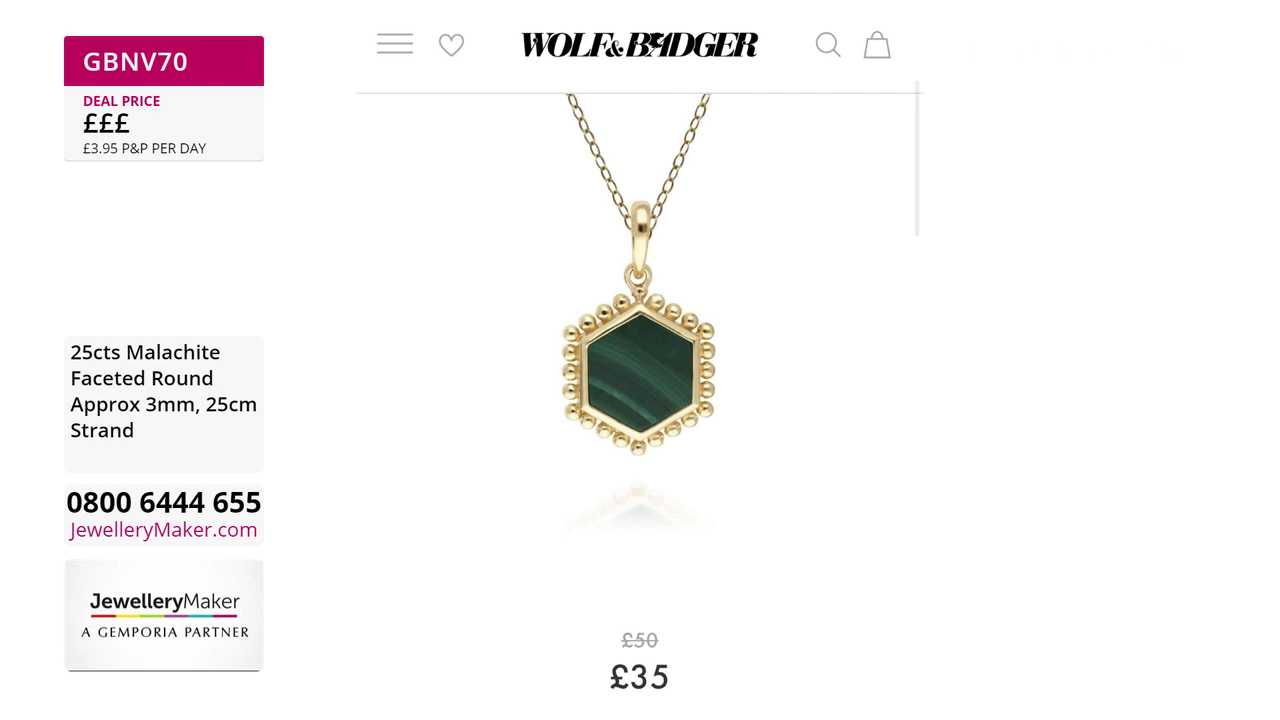 GBNV70
DEAL PRICE
£££
£3.95 P&P PER DAY
25cts Malachite
Faceted Round
Approx 3mm, 25cm
Strand
0800 6444 655
JewelleryMaker.com
JewelleryMaker
A GEMPORIA PARTNER
WOLF&BADGER
£50
£35